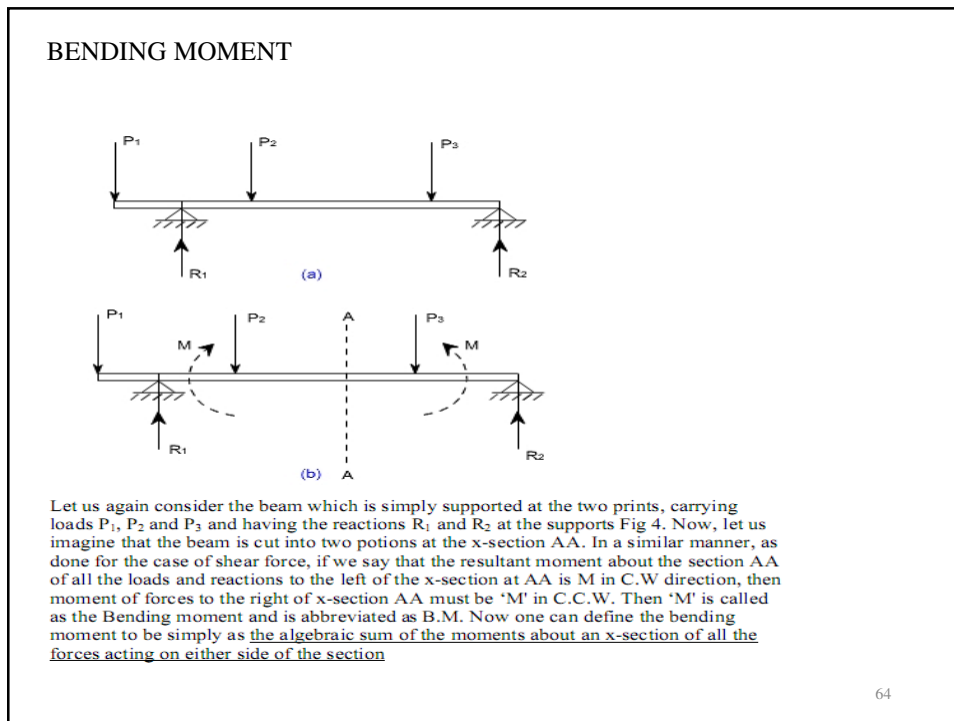 BENDING MOMENT
P₁ P₂ P₃
R₁ (a) R₂
P₁ P₂ A P₃
M M
R₁ R₂
(b) A
Let us again consider the beam which is simply supported at the two prints, carrying
loads P₁, P₂ and P₃ and having the reactions R₁ and R₂ at the supports Fig 4. Now, let us
imagine that the beam is cut into two potions at the x-section AA. In a similar manner, as
done for the case of shear force, if we say that the resultant moment about the section AA
of all the loads and reactions to the left of the x-section at AA is M in C.W direction, then
moment of forces to the right of x-section AA must be ‘M' in C.C.W. Then ‘M' is called
as the Bending moment and is abbreviated as B.M. Now one can define the bending
moment to be simply as the algebraic sum of the moments about an x-section of all the
forces acting on either side of the section
64